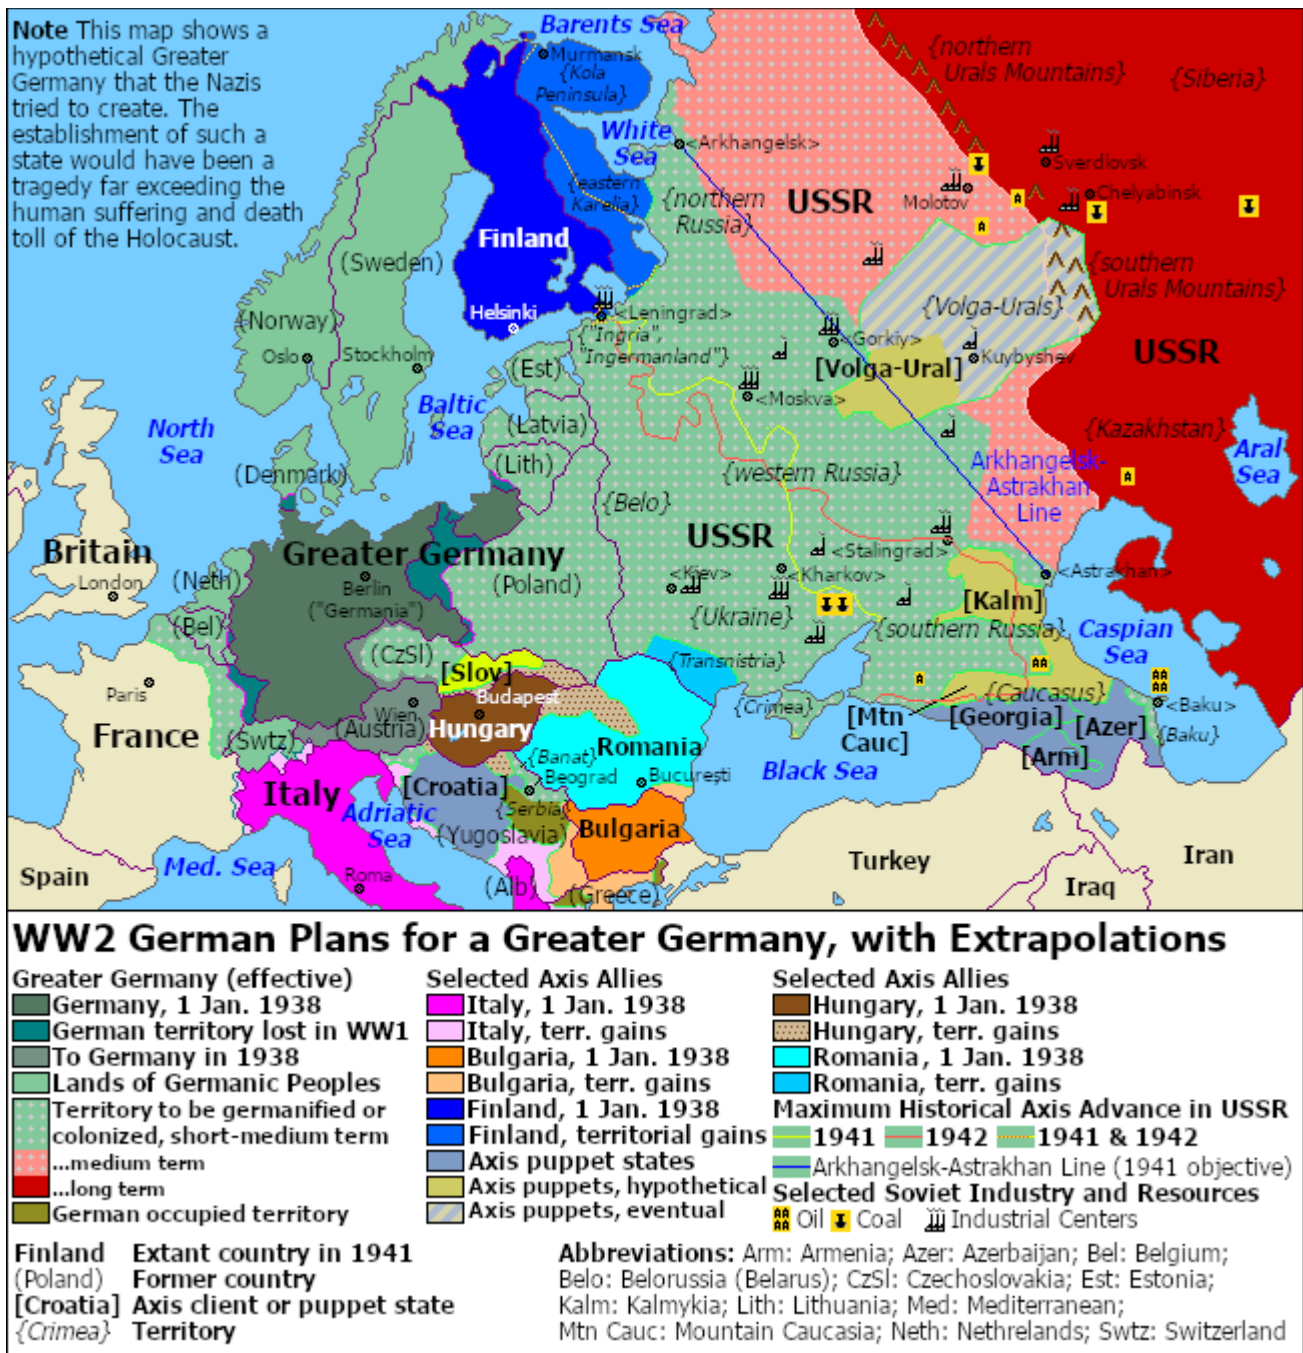 Note This map shows a
hypothetical Greater
Germany that the Nazis
tried to create. The
establishment of such a
state would have been a
tragedy far exceeding the
human suffering and death
toll of the Holocaust.
Barents Sea
Murmansk
{Kola
Peninsula}
{northern
Urals Mountains}
{Siberia}
White
Sea
<Arkhangelsk>
Sverdlovsk
Chelyabinsk
Molotov
{eastern
Karelia}
{northern
Russia}
USSR
Finland
(Sweden)
{southern
Urals Mountains}
{Volga-Urals}
Helsinki
<Leningrad>
(Norway)
{"Ingria",
"Ingermanland"}
<Gorkiy>
Kuybyshev
USSR
Oslo
Stockholm
(Est)
[Volga-Ural]
<Moskva>
Baltic
Sea
(Latvia)
North
Sea
{Kazakhstan}
Aral
Sea
(Denmark)
(Lith)
{western Russia}
Arkhangelsk-
Astrakhan
Line
{Belo}
USSR
Britain
London
Greater Germany
Berlin
("Germania")
(Neth)
(Poland)
<Stalingrad>
<Kiev>
<Kharkov>
<Astrakhan>
(Bel)
{Ukraine}
[Kalm]
{southern Russia}
Caspian
Sea
(CzSl)
[Slov]
{Transnistria}
Paris
Budapest
Wien
{Crimea}
{Caucasus}
<Baku>
France
(Swtz)
(Austria)
Hungary
Romania
[Mtn
Cauc]
[Georgia]
[Azer]
{Baku}
[Arm]
{Banat}
Beograd
București
Black Sea
Italy
[Croatia]
{Serbia}
Adriatic
Sea
(Yugoslavia)
Bulgaria
Med. Sea
Spain
Roma
(Alb)
(Greece)
Turkey
Iraq
Iran
WW2 German Plans for a Greater Germany, with Extrapolations
Greater Germany (effective)
Germany, 1 Jan. 1938
German territory lost in WW1
To Germany in 1938
Lands of Germanic Peoples
Territory to be germanified or
colonized, short-medium term
...medium term
...long term
German occupied territory
Selected Axis Allies
Italy, 1 Jan. 1938
Italy, terr. gains
Bulgaria, 1 Jan. 1938
Bulgaria, terr. gains
Finland, 1 Jan. 1938
Finland, territorial gains
Axis puppet states
Axis puppets, hypothetical
Axis puppets, eventual
Selected Axis Allies
Hungary, 1 Jan. 1938
Hungary, terr. gains
Romania, 1 Jan. 1938
Romania, terr. gains
Maximum Historical Axis Advance in USSR
1941 1942 1941 & 1942
Arkhangelsk-Astrakhan Line (1941 objective)
Selected Soviet Industry and Resources
Oil Coal Industrial Centers
Finland Extant country in 1941
(Poland) Former country
[Croatia] Axis client or puppet state
{Crimea} Territory
Abbreviations: Arm: Armenia; Azer: Azerbaijan; Bel: Belgium;
Belo: Belorussia (Belarus); CzSl: Czechoslovakia; Est: Estonia;
Kalm: Kalmykia; Lith: Lithuania; Med: Mediterranean;
Mtn Cauc: Mountain Caucasia; Neth: Nethrelands; Swtz: Switzerland